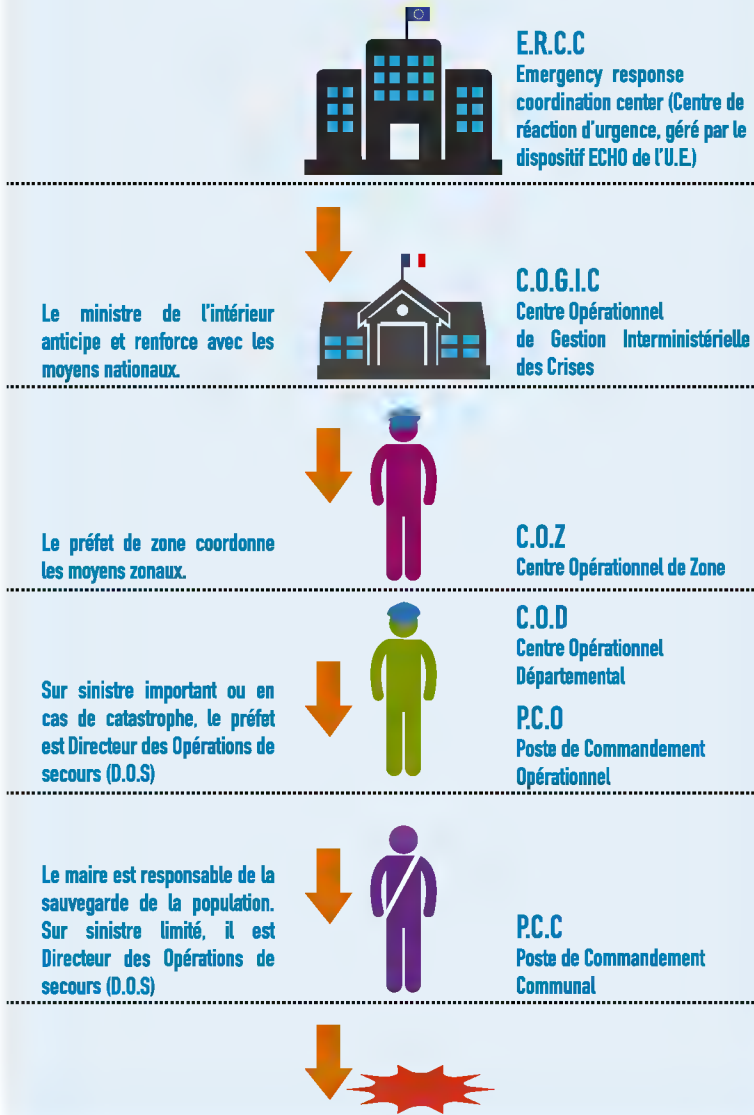 E.R.C.C
Emergency response
coordination center (Centre de
réaction d'urgence, géré par le
dispositif ECHO de l'U.E.)
Le ministre de l'intérieur
anticipe et renforce avec les
moyens nationaux.
C.O.G.I.C
Centre Opérationnel
de Gestion Interministérielle
des Crises
Le préfet de zone coordonne
les moyens zonaux.
C.O.Z
Centre Opérationnel de Zone
Sur sinistre important ou en
cas de catastrophe, le préfet
est Directeur des Opérations de
secours (D.O.S)
C.O.D
Centre Opérationnel
Départemental
P.C.O
Poste de Commandement
Opérationnel
Le maire est responsable de la
sauvegarde de la population.
Sur sinistre limité, il est
Directeur des Opérations de
secours (D.O.S)
P.C.C
Poste de Commandement
Communal